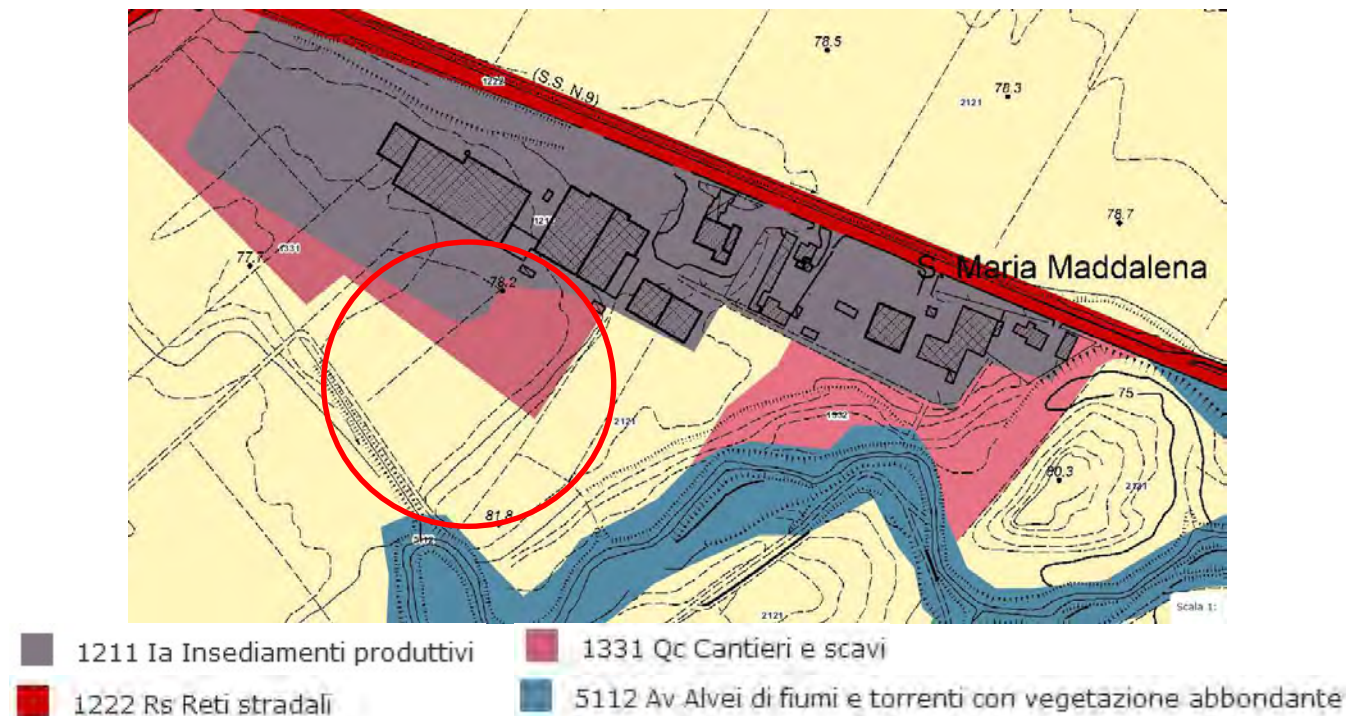 78.5
1222
(S.S. N.9)
78.3
2121
78.7
S. Maria Maddalena
77.7
1331
78.2
75
2121
80.3
2121
81.8
2121
Scala 1:
1211 Ia Insediamenti produttivi
1331 Qc Cantieri e scavi
1222 Rs Reti stradali
5112 Av Alvei di fiumi e torrenti con vegetazione abbondante